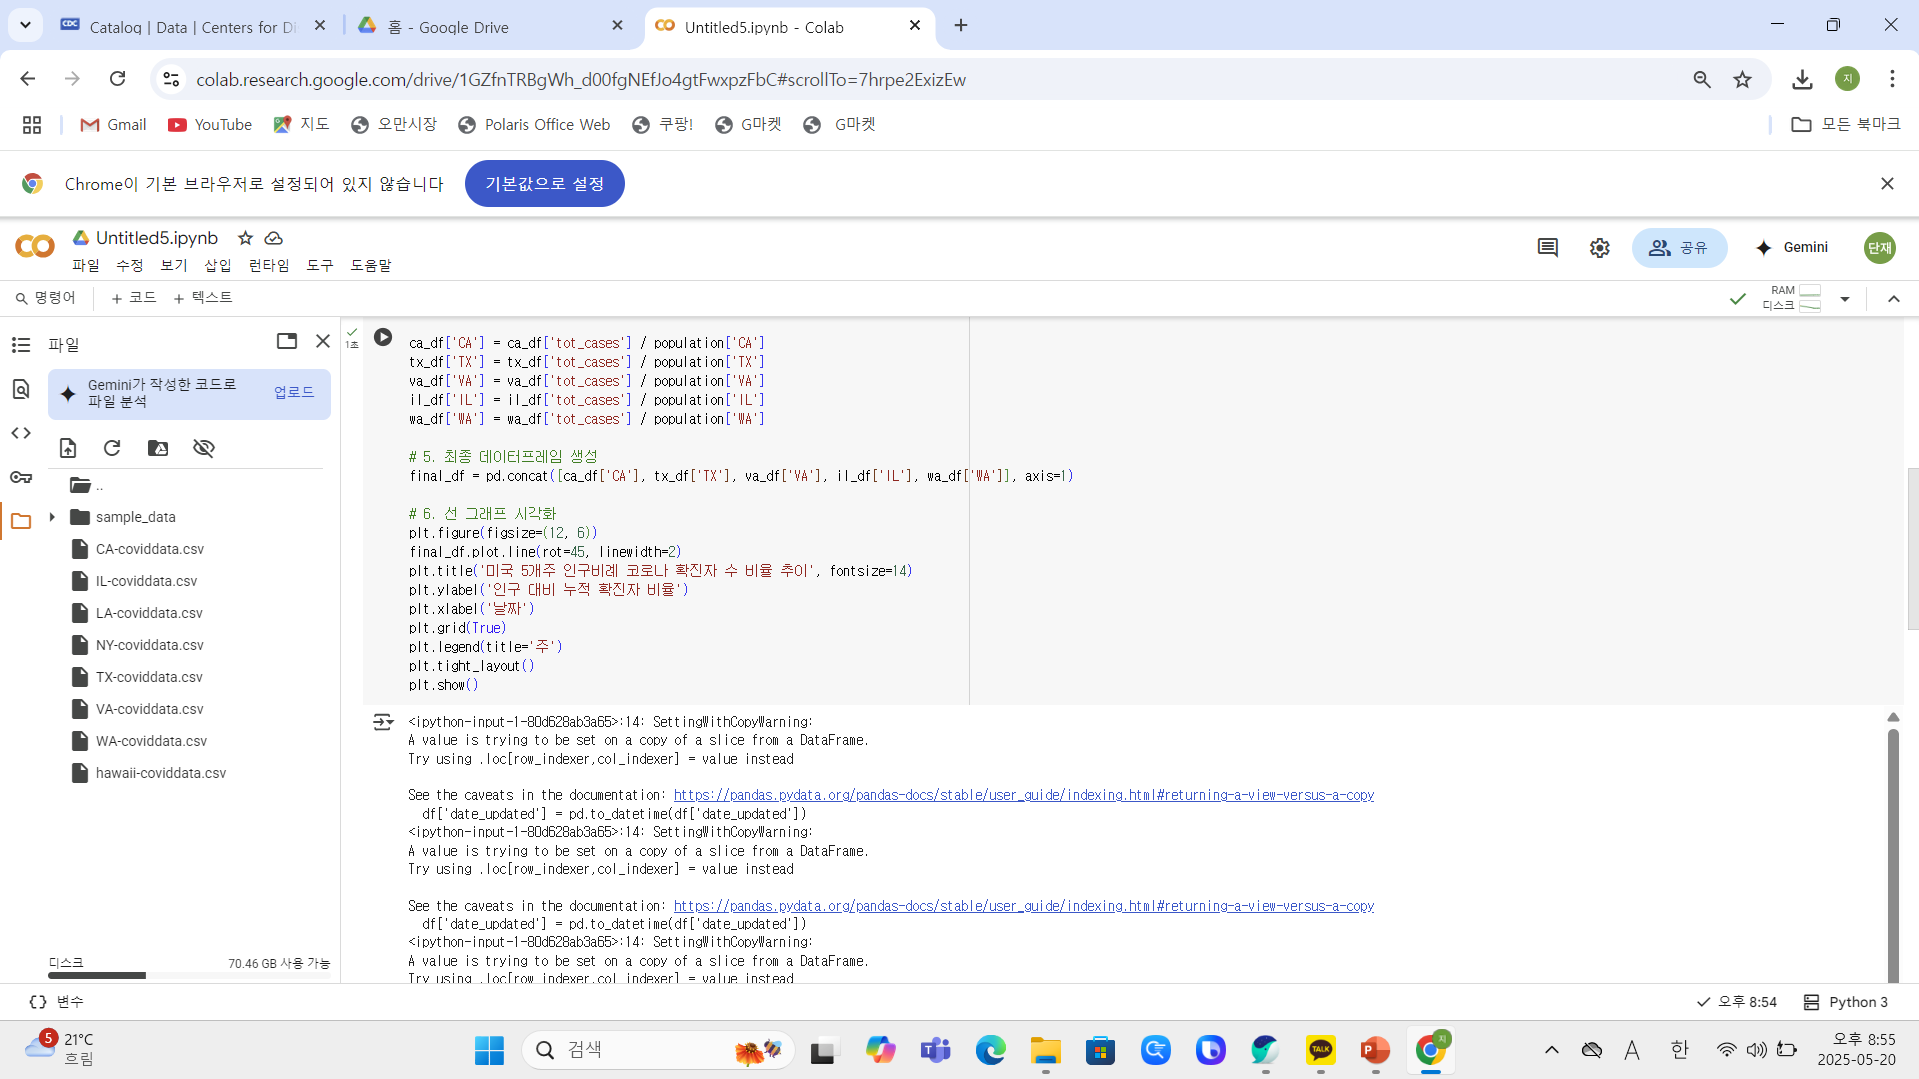 Catalog | Data | Centers for Di
홈 - Google Drive
Untitled5.ipynb - Colab
colab.research.google.com/drive/1GZfnTRBgWh_d00fgNEfJo4gtFwxpzFbC#scrollTo=7hrpe2ExizEw
지
Gmail
YouTube
지도
오만시장
Polaris Office Web
쿠팡!
G마켓
G마켓
모든 북마크
Chrome이 기본 브라우저로 설정되어 있지 않습니다
기본값으로 설정
Untitled5.ipynb
파일 수정 보기 삽입 런타임 도구 도움말
공유
Gemini
단재
명령어
+ 코드 + 텍스트
RAM
디스크
파일
Gemini가 작성한 코드로
파일 분석
업로드
..
sample_data
CA-coviddata.csv
IL-coviddata.csv
LA-coviddata.csv
NY-coviddata.csv
TX-coviddata.csv
VA-coviddata.csv
WA-coviddata.csv
hawaii-coviddata.csv
디스크
70.46 GB 사용 가능
1초
ca_df['CA'] = ca_df['tot_cases'] / population['CA']
tx_df['TX'] = tx_df['tot_cases'] / population['TX']
va_df['VA'] = va_df['tot_cases'] / population['VA']
il_df['IL'] = il_df['tot_cases'] / population['IL']
wa_df['WA'] = wa_df['tot_cases'] / population['WA']
# 5. 최종 데이터프레임 생성
final_df = pd.concat([ca_df['CA'], tx_df['TX'], va_df['VA'], il_df['IL'], wa_df['WA']], axis=1)
# 6. 선 그래프 시각화
plt.figure(figsize=(12, 6))
final_df.plot.line(rot=45, linewidth=2)
plt.title('미국 5개주 인구비례 코로나 확진자 수 비율 추이', fontsize=14)
plt.ylabel('인구 대비 누적 확진자 비율')
plt.xlabel('날짜')
plt.grid(True)
plt.legend(title='주')
plt.tight_layout()
plt.show()
<ipython-input-1-80d628ab3a65>:14: SettingWithCopyWarning:
A value is trying to be set on a copy of a slice from a DataFrame.
Try using .loc[row_indexer,col_indexer] = value instead
See the caveats in the documentation: https://pandas.pydata.org/pandas-docs/stable/user_guide/indexing.html#returning-a-view-versus-a-copy
df['date_updated'] = pd.to_datetime(df['date_updated'])
<ipython-input-1-80d628ab3a65>:14: SettingWithCopyWarning:
A value is trying to be set on a copy of a slice from a DataFrame.
Try using .loc[row_indexer,col_indexer] = value instead
See the caveats in the documentation: https://pandas.pydata.org/pandas-docs/stable/user_guide/indexing.html#returning-a-view-versus-a-copy
df['date_updated'] = pd.to_datetime(df['date_updated'])
<ipython-input-1-80d628ab3a65>:14: SettingWithCopyWarning:
A value is trying to be set on a copy of a slice from a DataFrame.
Try using .loc[row_indexer,col_indexer] = value instead
변수
오후 8:54
Python 3
5
21°C
흐림
검색
TALK
지
A
한
오후 8:55
2025-05-20